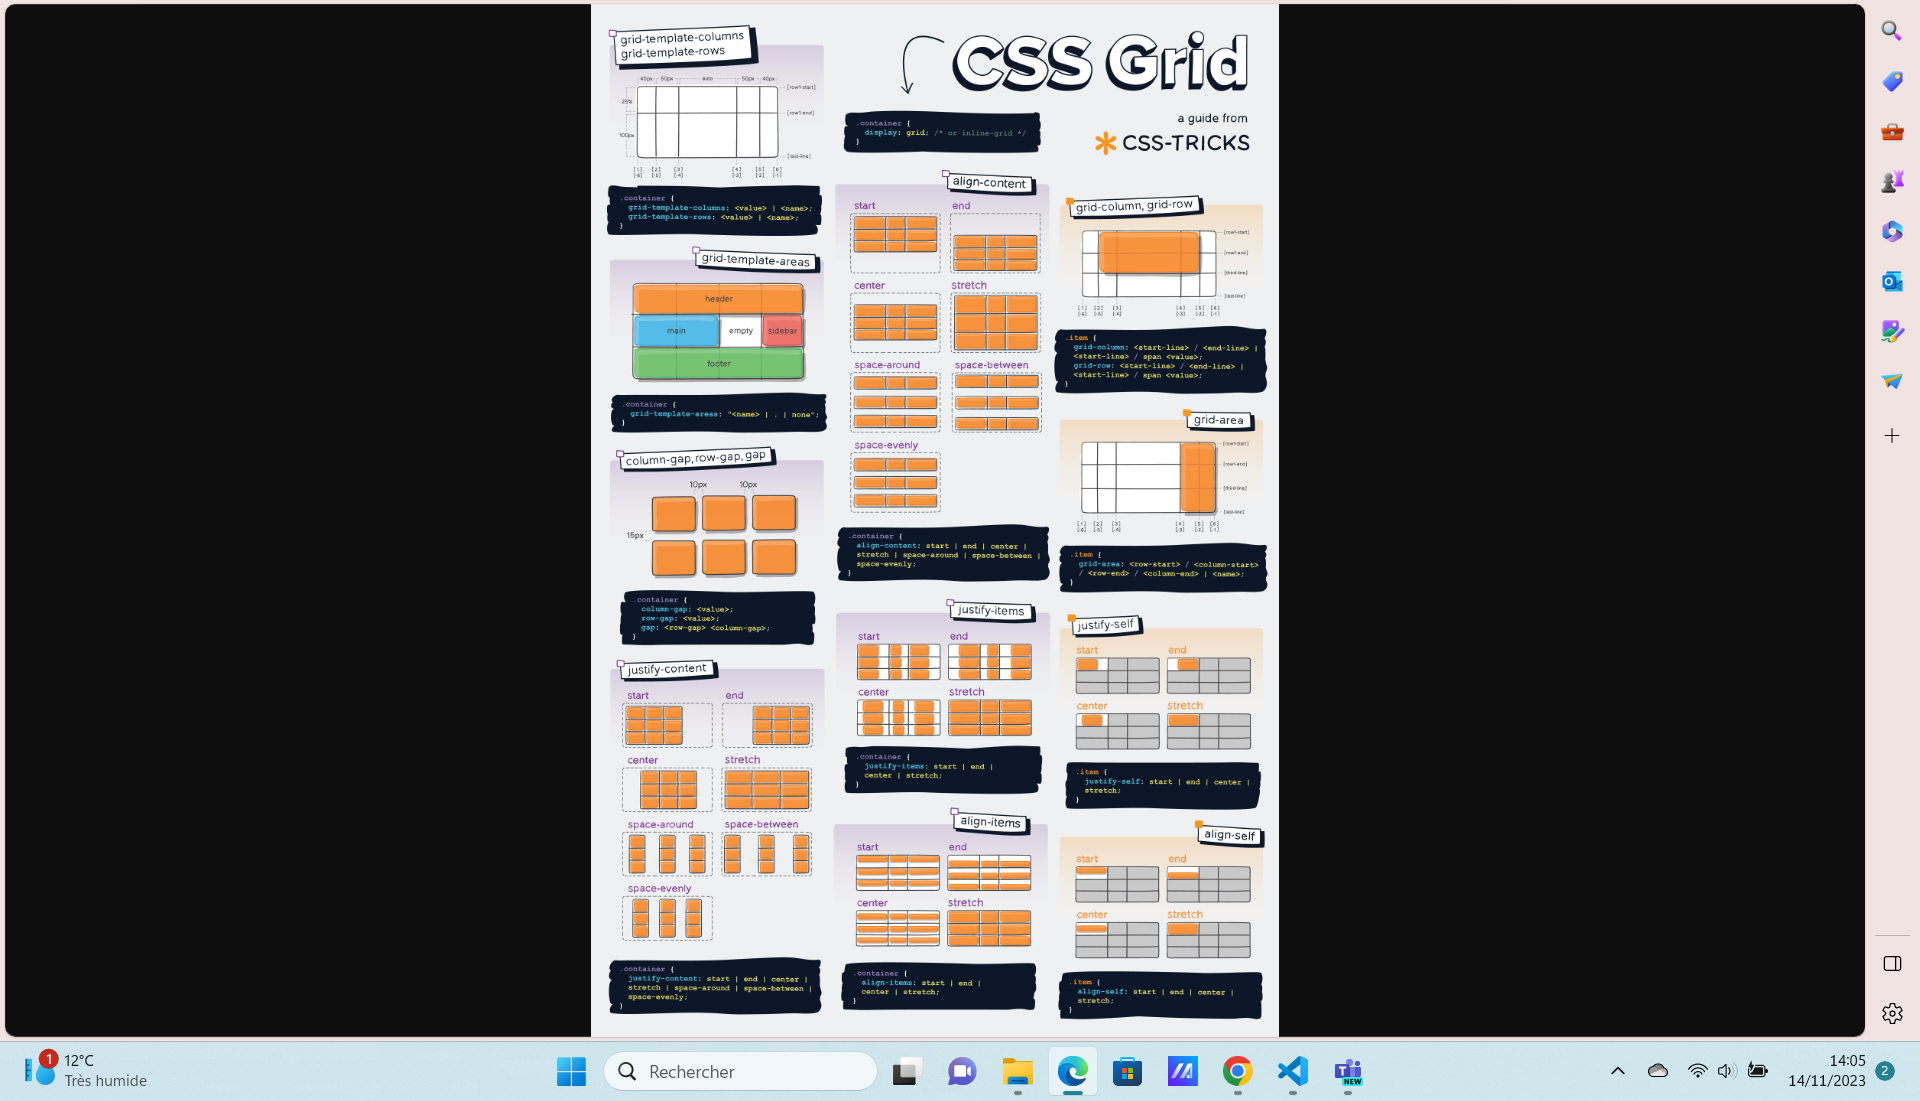 grid-template-columns
grid-template-rows
40px 50px auto 50px 40px
25%
100px
[row1-start]
[row1-end]
[last-line]
[1] [2] [3] [4] [5] [6]
[-6] [-5] [-4] [-3] [-2] [-1]
.container {
grid-template-columns: <value> | <name>;
grid-template-rows: <value> | <name>;
}
grid-template-areas
header
main empty sidebar
footer
.container {
grid-template-areas: "<name> | . | none";
}
column-gap, row-gap, gap
10px 10px
15px
.container {
column-gap: <value>;
row-gap: <value>;
gap: <row-gap> <column-gap>;
}
justify-content
start end
center stretch
space-around space-between
space-evenly
.container {
justify-content: start | end | center |
stretch | space-around | space-between |
space-evenly;
}
CSS Grid
a guide from
CSS-TRICKS
.container {
display: grid; /* or inline-grid */
}
align-content
start end
center stretch
space-around space-between
space-evenly
.container {
align-content: start | end | center |
stretch | space-around | space-between |
space-evenly;
}
justify-items
start end
center stretch
.container {
justify-items: start | end |
center | stretch;
}
align-items
start end
center stretch
.container {
align-items: start | end |
center | stretch;
}
grid-column, grid-row
[row1-start]
[row1-end]
[third-line]
[last-line]
[1] [2] [3] [4] [5] [6]
[-6] [-5] [-4] [-3] [-2] [-1]
.item {
grid-column: <start-line> / <end-line> |
<start-line> / span <value>;
grid-row: <start-line> / <end-line> |
<start-line> / span <value>;
}
grid-area
[row1-start]
[row1-end]
[third-line]
[last-line]
[1] [2] [3] [4] [5] [6]
[-6] [-5] [-4] [-3] [-2] [-1]
.item {
grid-area: <row-start> / <column-start>
/ <row-end> / <column-end> | <name>;
}
justify-self
start end
center stretch
.item {
justify-self: start | end | center |
stretch;
}
align-self
start end
center stretch
.item {
align-self: start | end | center |
stretch;
}
1
12°C
Très humide
Rechercher
NEW
14:05
14/11/2023
2